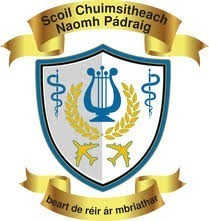 Scoil Chuimsitheach
Naomh Pádraig
beart de réir ár mbriathar